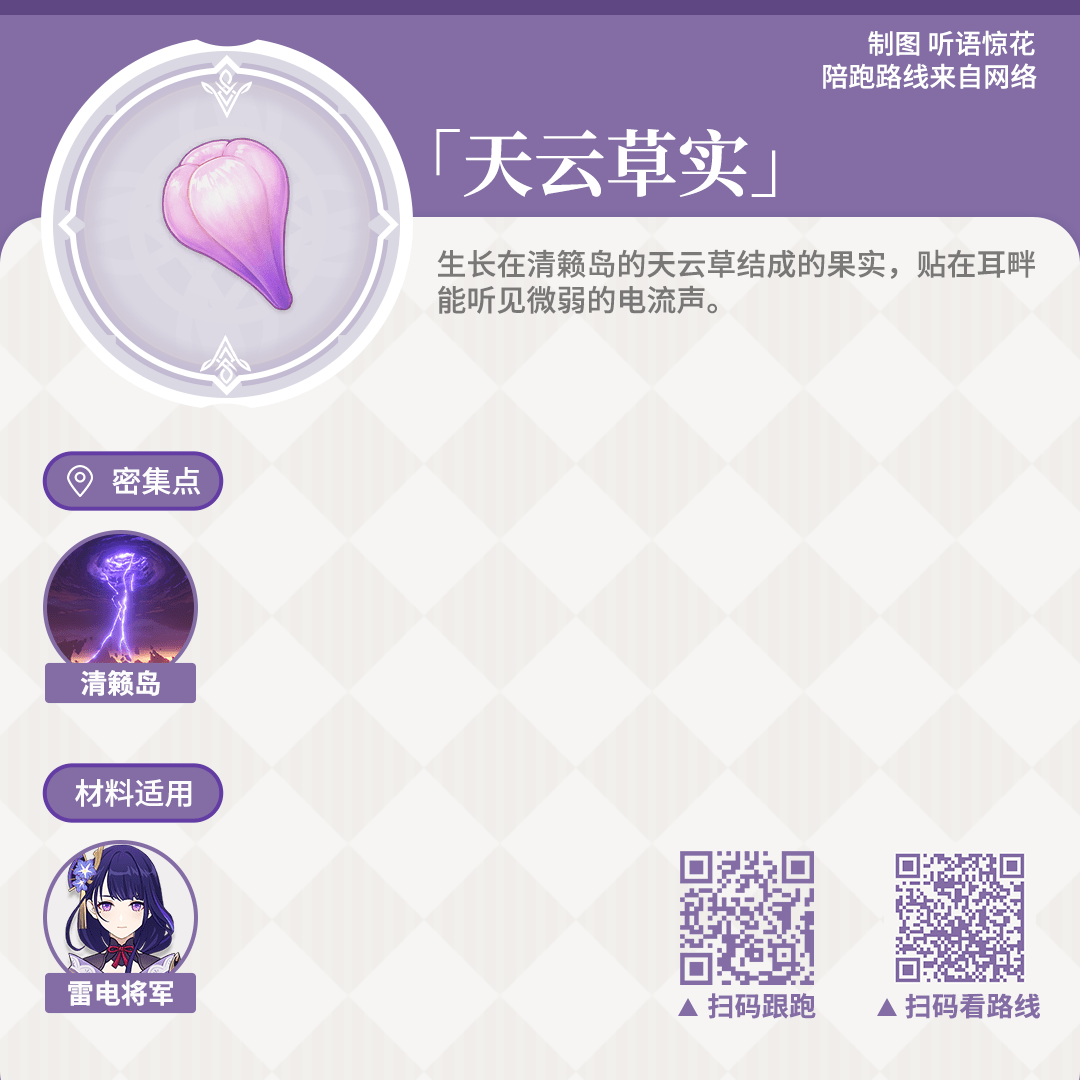 制图 听语惊花
陪跑路线来自网络
「天云草实」
生长在清籁岛的天云草结成的果实，贴在耳畔
能听见微弱的电流声。
密集点
清籁岛
材料适用
雷电将军
▲ 扫码跟跑
▲ 扫码看路线